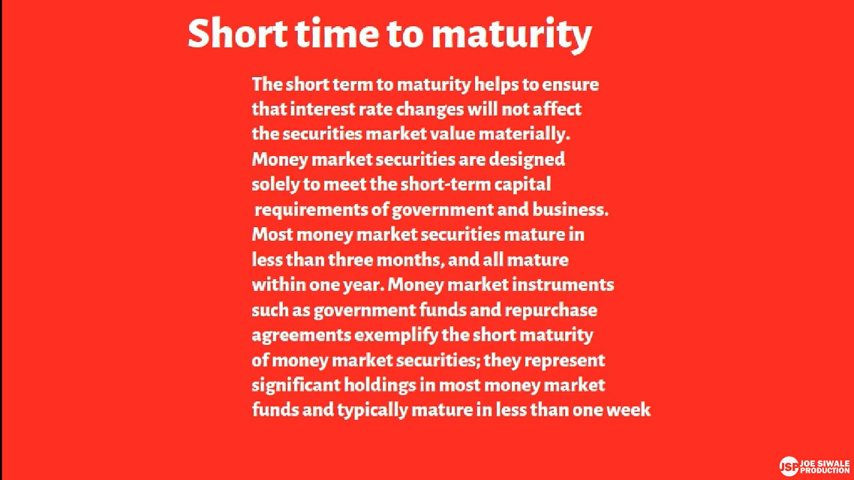 Short time to maturity
The short term to maturity helps to ensure
that interest rate changes will not affect
the securities market value materially.
Money market securities are designed
solely to meet the short-term capital
requirements of government and business.
Most money market securities mature in
less than three months, and all mature
within one year. Money market instruments
such as government funds and repurchase
agreements exemplify the short maturity
of money market securities; they represent
significant holdings in most money market
funds and typically mature in less than one week
JSP JOE SIWALE
PRODUCTION